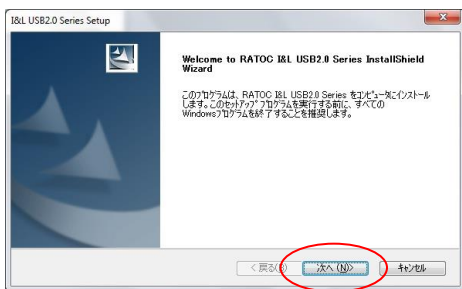 I&L USB2.0 Series Setup
Welcome to RATOC I&L USB2.0 Series InstallShield
Wizard
このﾌﾟﾛｸﾞﾗﾑは、RATOC I&L USB2.0 Series をｺﾝﾋﾟｭｰﾀにｲﾝｽﾄｰﾙ
します。このｾｯﾄｱｯﾌﾟﾌﾟﾛｸﾞﾗﾑを実行する前に、すべての
Windowsﾌﾟﾛｸﾞﾗﾑを終了することを推奨します。
< 戻る(B) 次へ (N)> ｷｬﾝｾﾙ